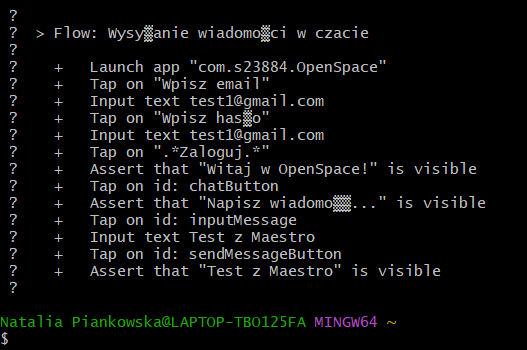 ?
? > Flow: Wysy▒anie wiadomo▒ci w czacie
?
? + Launch app "com.s23884.OpenSpace"
? + Tap on "Wpisz email"
? + Input text test1@gmail.com
? + Tap on "Wpisz has▒o"
? + Input text test1@gmail.com
? + Tap on ".*Zaloguj.*"
? + Assert that "Witaj w OpenSpace!" is visible
? + Tap on id: chatButton
? + Assert that "Napisz wiadomo▒▒..." is visible
? + Tap on id: inputMessage
? + Input text Test z Maestro
? + Tap on id: sendMessageButton
? + Assert that "Test z Maestro" is visible
?
Natalia Piankowska@LAPTOP-TBO125FA MINGW64 ~
$